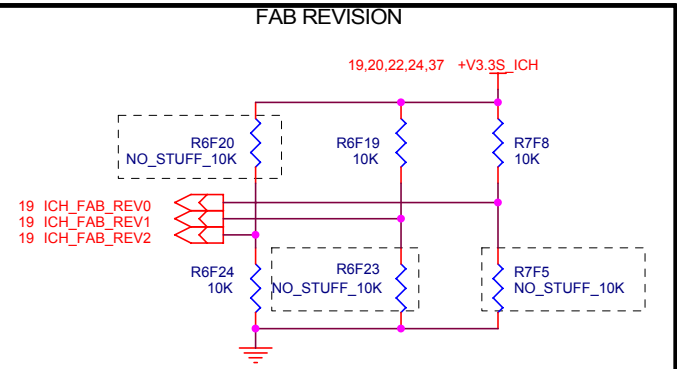 FAB REVISION
19,20,22,24,37 +V3.3S_ICH
R6F20
NO_STUFF_10K
R6F19
10K
R7F8
10K
19 ICH_FAB_REV0
19 ICH_FAB_REV1
19 ICH_FAB_REV2
R6F24
10K
R6F23
NO_STUFF_10K
R7F5
NO_STUFF_10K